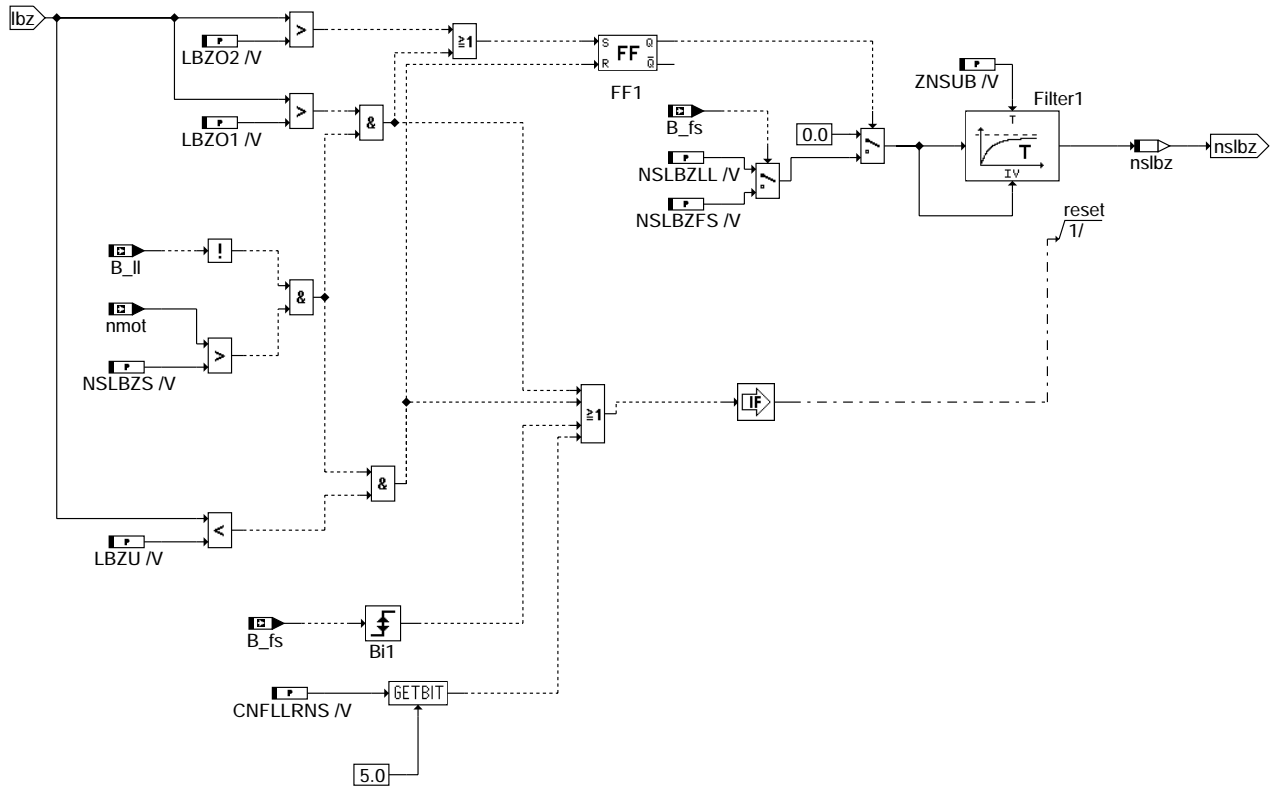 lbz
>
LBZO2 /V
≥1
S
FF
Q
R
Q̅
FF1
ZNSUB /V
Filter1
>
LBZO1 /V
&
B_fs
T
0.0
NSLBZLL /V
NSLBZFS /V
T
IV
nslbz
nslbz
reset
1/
B_ll
!
&
nmot
>
NSLBZS /V
≥1
IF
&
<
LBZU /V
B_fs
Bi1
P
P
P
P
P
P
P
P
CNFLLRNS /V
GETBIT
5.0